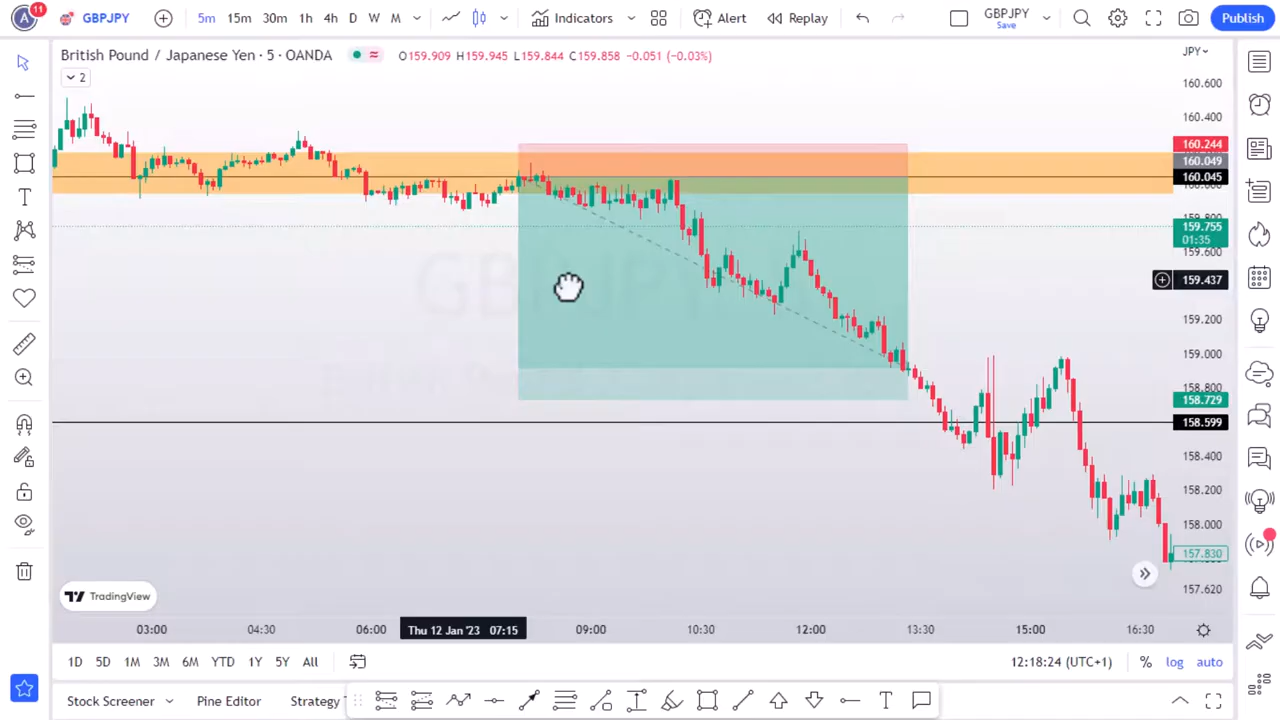 A 11 GBPJPY 5m 15m 30m 1h 4h D W M Indicators Alert Replay GBPJPY Save Publish
British Pound / Japanese Yen · 5 · OANDA O159.909 H159.945 L159.844 C159.858 −0.051 (−0.03%)
JPY
2
160.600
160.400
160.244
160.049
160.045
159.755
01:35
159.600
159.437
159.200
159.000
158.800
158.729
158.599
158.400
158.200
158.000
157.830
157.620
TradingView
03:00 04:30 06:00 Thu 12 Jan '23 07:15 09:00 10:30 12:00 13:30 15:00 16:30
1D 5D 1M 3M 6M YTD 1Y 5Y All 12:18:24 (UTC+1) % log auto
Stock Screener Pine Editor Strategy